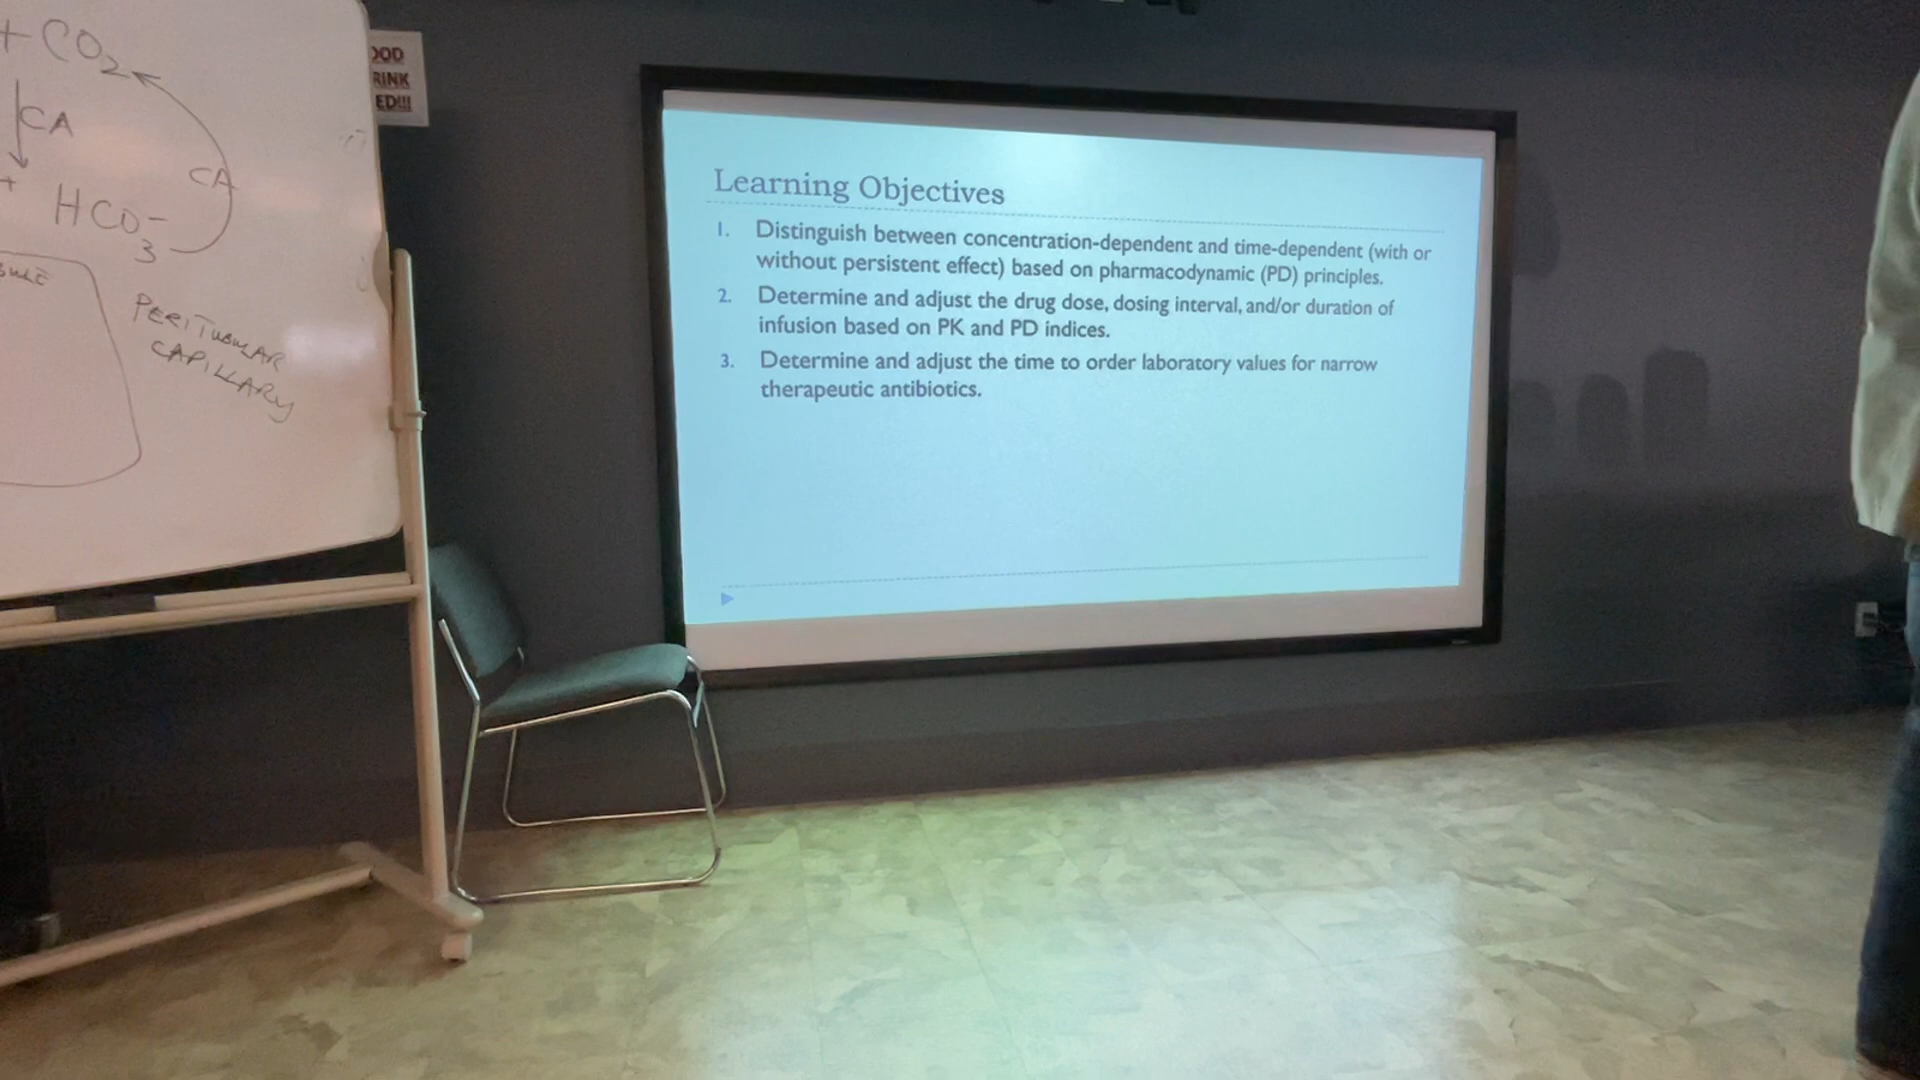 + CO2
CA
CA
+ HCO3-
PERITUBULAR
CAPILLARY
OOD
RINK
ED!!!
Learning Objectives
1. Distinguish between concentration-dependent and time-dependent (with or
without persistent effect) based on pharmacodynamic (PD) principles.
2. Determine and adjust the drug dose, dosing interval, and/or duration of
infusion based on PK and PD indices.
3. Determine and adjust the time to order laboratory values for narrow
therapeutic antibiotics.